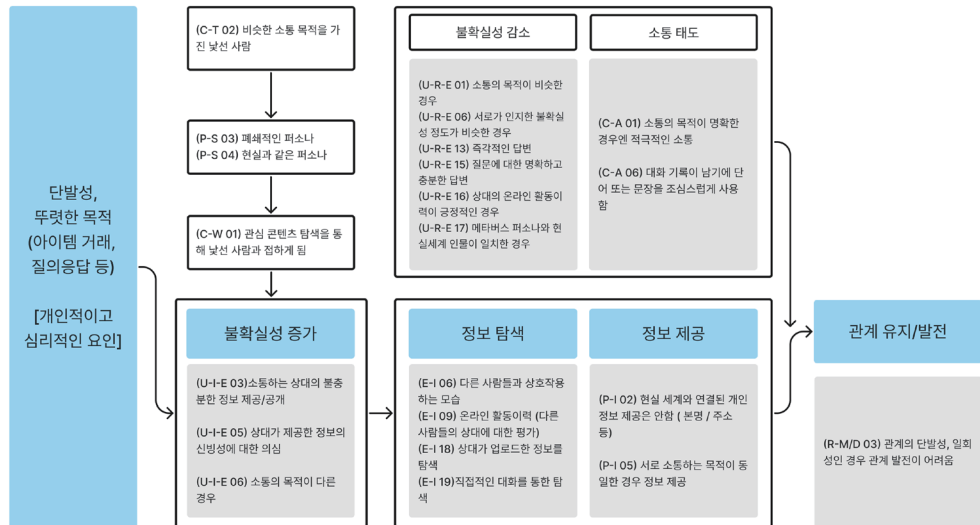 단발성,
뚜렷한 목적
(아이템 거래,
질의응답 등)
[개인적이고
심리적인 요인]
(C-T 02) 비슷한 소통 목적을 가
진 낯선 사람
(P-S 03) 폐쇄적인 퍼소나
(P-S 04) 현실과 같은 퍼소나
(C-W 01) 관심 콘텐츠 탐색을 통
해 낯선 사람과 접하게 됨
불확실성 증가
(U-I-E 03)소통하는 상대의 불충
분한 정보 제공/공개
(U-I-E 05) 상대가 제공한 정보의
신빙성에 대한 의심
(U-I-E 06) 소통의 목적이 다른
경우
불확실성 감소
(U-R-E 01) 소통의 목적이 비슷한
경우
(U-R-E 06) 서로가 인지한 불확실
성 정도가 비슷한 경우
(U-R-E 13) 즉각적인 답변
(U-R-E 15) 질문에 대한 명확하고
충분한 답변
(U-R-E 16) 상대의 온라인 활동이
력이 긍정적인 경우
(U-R-E 17) 메타버스 퍼소나와 현
실세계 인물이 일치한 경우
소통 태도
(C-A 01) 소통의 목적이 명확한
경우엔 적극적인 소통
(C-A 06) 대화 기록이 남기에 단
어 또는 문장을 조심스럽게 사용
함
정보 탐색
(E-I 06) 다른 사람들과 상호작용
하는 모습
(E-I 09) 온라인 활동이력 (다른
사람들의 상대에 대한 평가)
(E-I 18) 상대가 업로드한 정보를
탐색
(E-I 19)직접적인 대화를 통한 탐
색
정보 제공
(P-I 02) 현실 세계와 연결된 개인
정보 제공은 안함 ( 본명 / 주소
등)
(P-I 05) 서로 소통하는 목적이 동
일한 경우 정보 제공
관계 유지/발전
(R-M/D 03) 관계의 단발성, 일회
성인 경우 관계 발전이 어려움